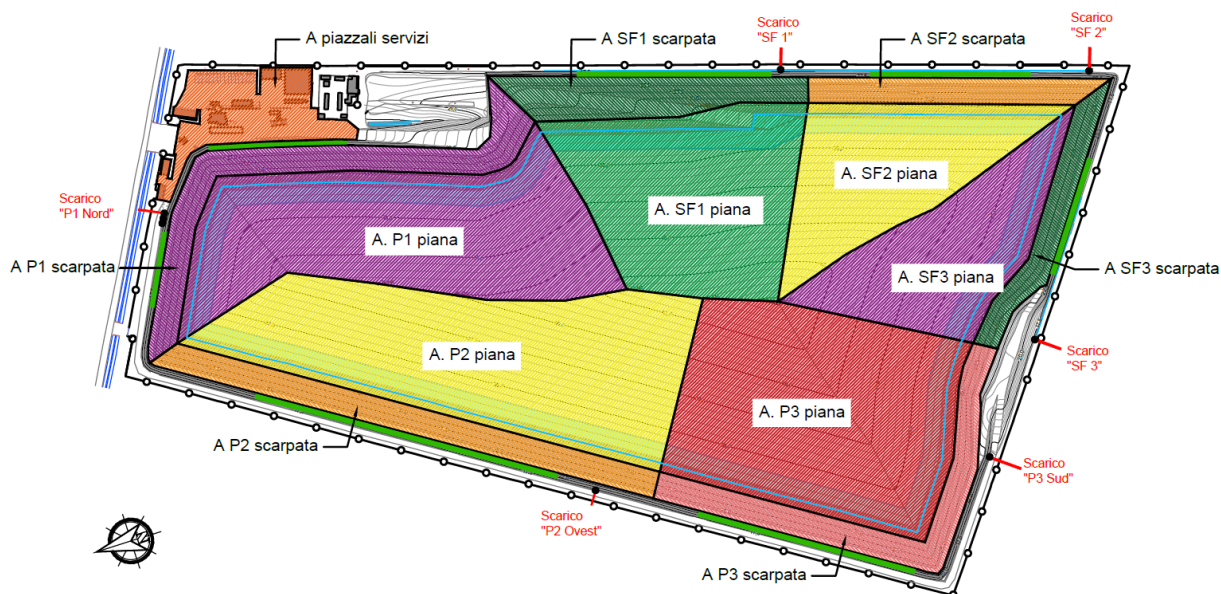 A piazzali servizi
A SF1 scarpata
Scarico
"SF 1"
A SF2 scarpata
Scarico
"SF 2"
A. SF2 piana
A. SF1 piana
Scarico
"P1 Nord"
A. P1 piana
A P1 scarpata
A. SF3 piana
A SF3 scarpata
A. P2 piana
Scarico
"SF 3"
A. P3 piana
A P2 scarpata
Scarico
"P3 Sud"
Scarico
"P2 Ovest"
A P3 scarpata